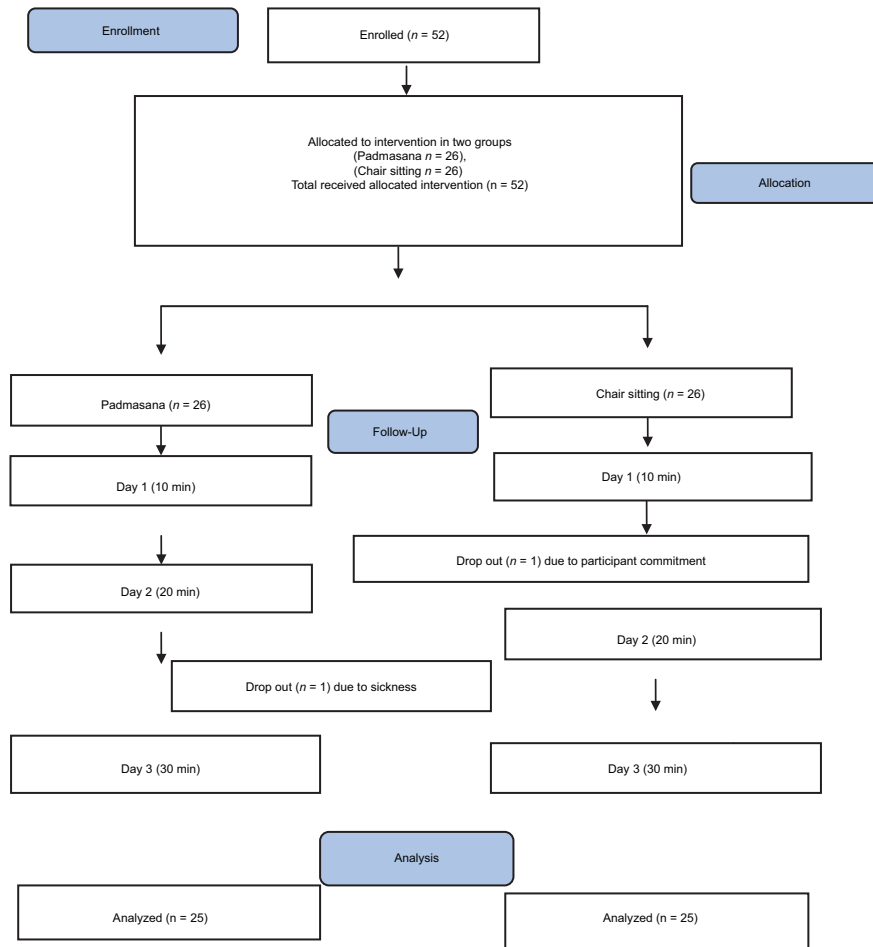 Enrollment
Enrolled (n = 52)
Allocated to intervention in two groups
(Padmasana n = 26),
(Chair sitting n = 26)
Total received allocated intervention (n = 52)
Allocation
Padmasana (n = 26)
Chair sitting (n = 26)
Follow-Up
Day 1 (10 min)
Day 1 (10 min)
Drop out (n = 1) due to participant commitment
Day 2 (20 min)
Day 2 (20 min)
Drop out (n = 1) due to sickness
Day 3 (30 min)
Day 3 (30 min)
Analysis
Analyzed (n = 25)
Analyzed (n = 25)